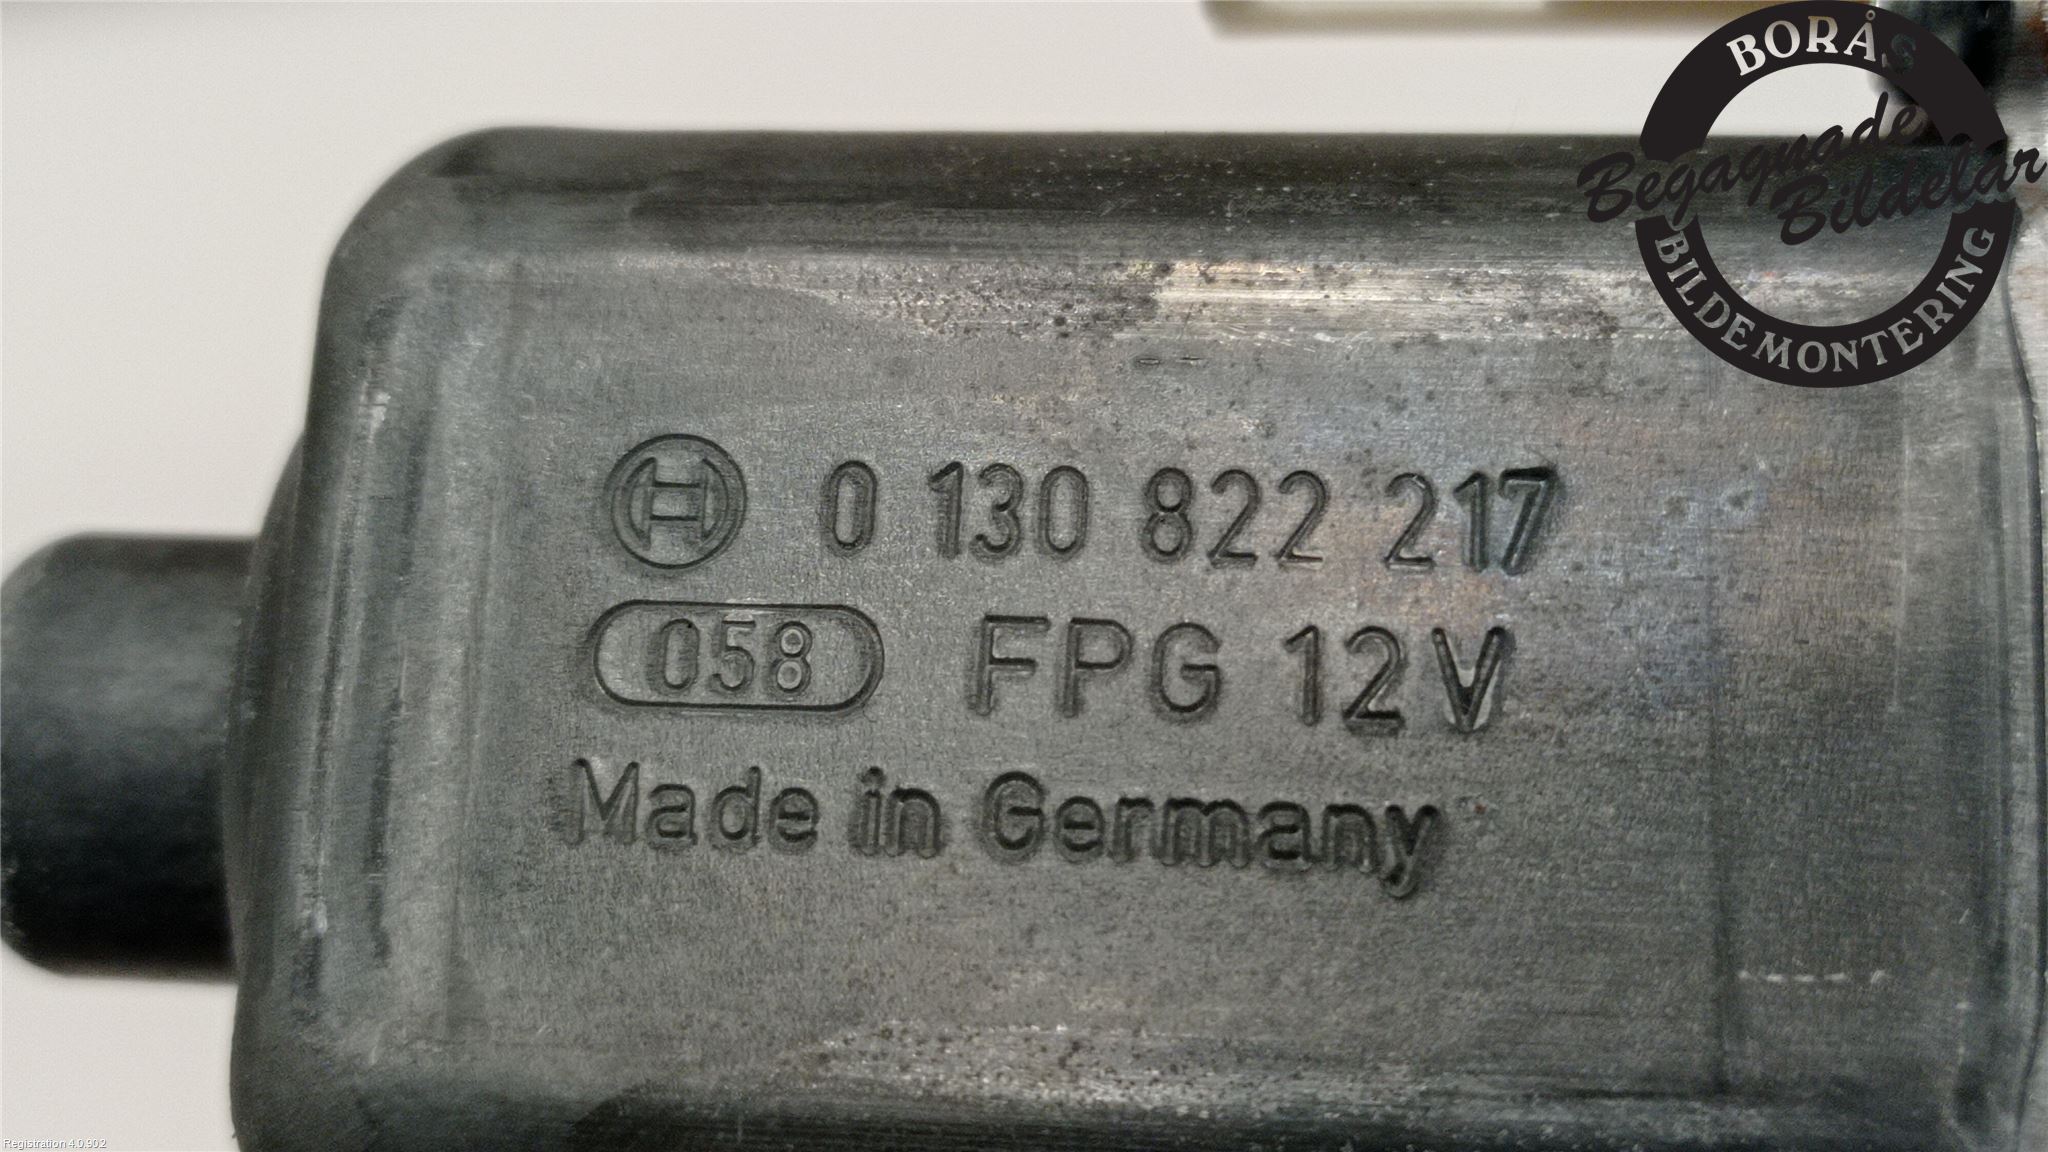 BORÅS
Begagnade
Bildelar
BILDEMONTERING
0 130 822 217
058 FPG 12V
Made in Germany
Registration 4.0.902